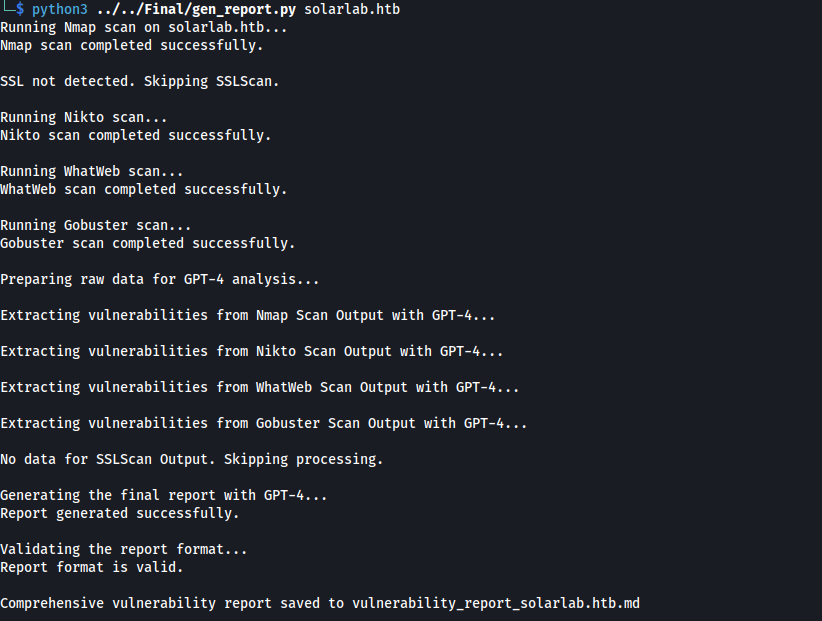 └─$ python3 ../../Final/gen_report.py solarlab.htb
Running Nmap scan on solarlab.htb...
Nmap scan completed successfully.
SSL not detected. Skipping SSLScan.
Running Nikto scan...
Nikto scan completed successfully.
Running WhatWeb scan...
WhatWeb scan completed successfully.
Running Gobuster scan...
Gobuster scan completed successfully.
Preparing raw data for GPT-4 analysis...
Extracting vulnerabilities from Nmap Scan Output with GPT-4...
Extracting vulnerabilities from Nikto Scan Output with GPT-4...
Extracting vulnerabilities from WhatWeb Scan Output with GPT-4...
Extracting vulnerabilities from Gobuster Scan Output with GPT-4...
No data for SSLScan Output. Skipping processing.
Generating the final report with GPT-4...
Report generated successfully.
Validating the report format...
Report format is valid.
Comprehensive vulnerability report saved to vulnerability_report_solarlab.htb.md